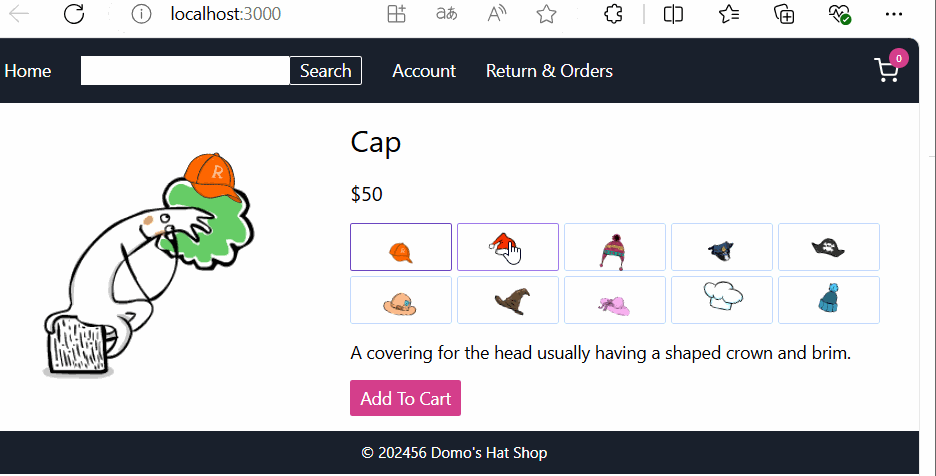 localhost:3000
あ
A
Home
Search
Account
Return & Orders
0
Cap
R
$50
A covering for the head usually having a shaped crown and brim.
Add To Cart
© 202456 Domo's Hat Shop